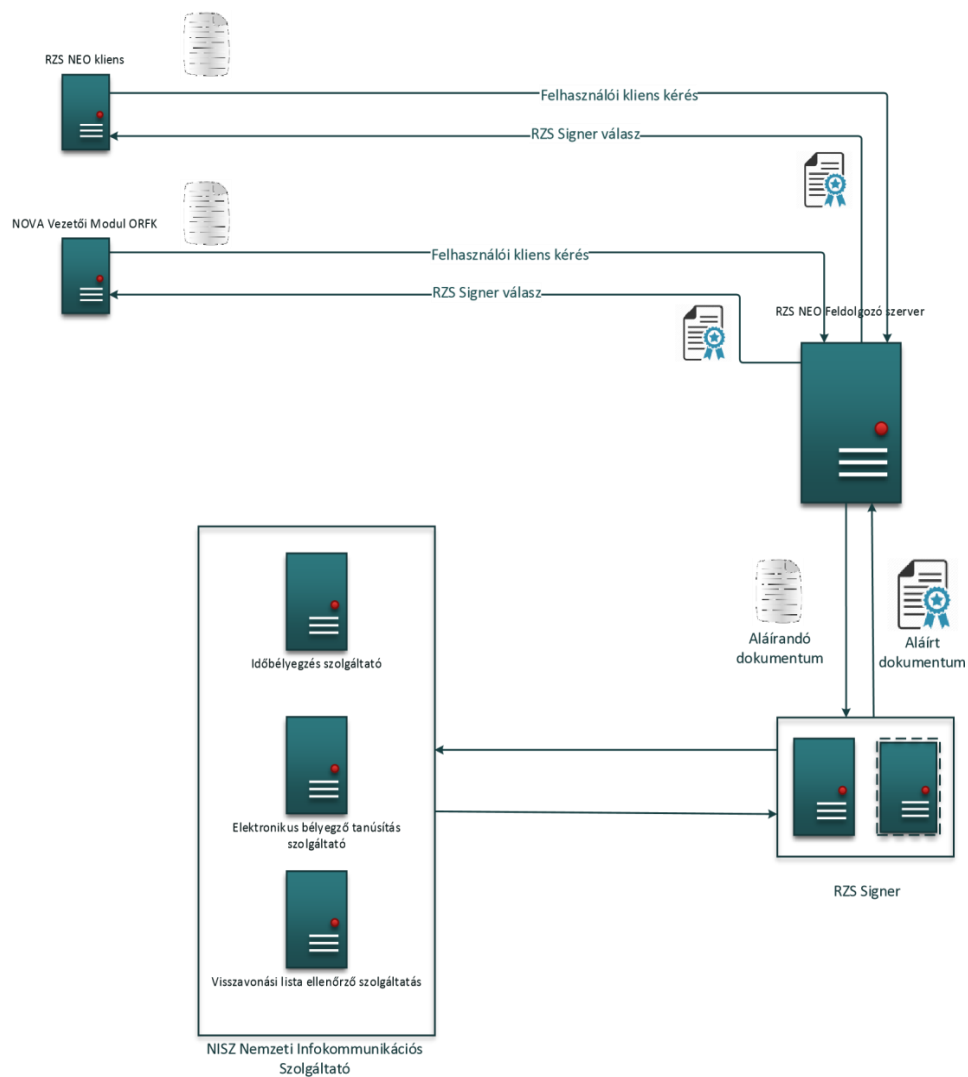 RZS NEO kliens
Felhasználói kliens kérés
RZS Signer válasz
NOVA Vezetői Modul ORFK
Felhasználói kliens kérés
RZS Signer válasz
RZS NEO Feldolgozó szerver
Időbélyegzés szolgáltató
Aláírandó
dokumentum
Aláírt
dokumentum
Elektronikus bélyegző tanúsítás
szolgáltató
RZS Signer
Visszavonási lista ellenőrző szolgáltatás
NISZ Nemzeti Infokommunikációs
Szolgáltató